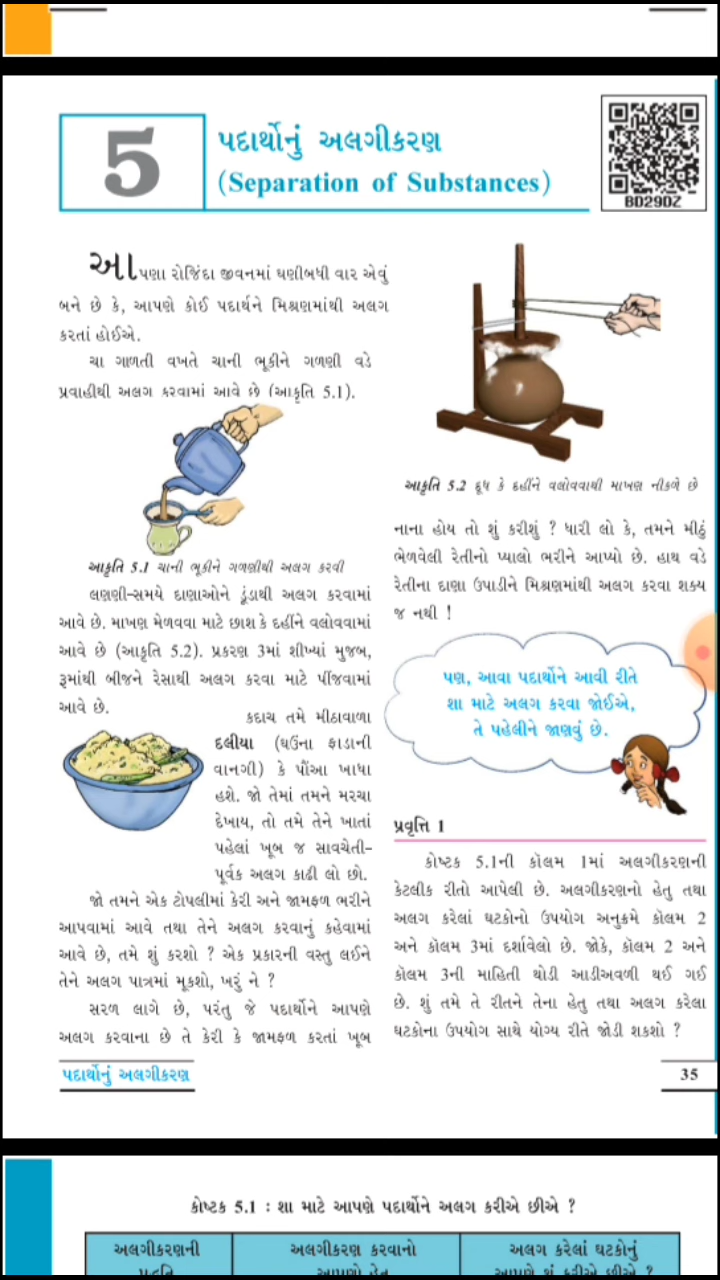 5
પદાર્થોનું અલગીકરણ
(Separation of Substances)
BD29DZ
આપણા રોજિંદા જીવનમાં ઘણીબધી વાર એવું
બને છે કે, આપણે કોઈ પદાર્થને મિશ્રણમાંથી અલગ
કરતાં હોઈએ.
ચા ગાળતી વખતે ચાની ભૂકીને ગળણી વડે
પ્રવાહીથી અલગ કરવામાં આવે છે (આકૃતિ 5.1).
આકૃતિ 5.1 ચાની ભૂકીને ગળણીથી અલગ કરવી
લણણી-સમયે દાણાઓને ડૂંડાથી અલગ કરવામાં
આવે છે. માખણ મેળવવા માટે છાશ કે દહીંને વલોવવામાં
આવે છે (આકૃતિ 5.2). પ્રકરણ 3માં શીખ્યાં મુજબ,
રૂમાંથી બીજને રેસાથી અલગ કરવા માટે પીંજવામાં
આવે છે.
કદાચ તમે મીઠાવાળા
દલીયા (ઘઉંના ફાડાની
વાનગી) કે પૌંઆ ખાધા
હશે. જો તેમાં તમને મરચા
દેખાય, તો તમે તેને ખાતાં
પહેલાં ખૂબ જ સાવચેતી-
પૂર્વક અલગ કાઢી લો છો.
જો તમને એક ટોપલીમાં કેરી અને જામફળ ભરીને
આપવામાં આવે તથા તેને અલગ કરવાનું કહેવામાં
આવે છે, તમે શું કરશો ? એક પ્રકારની વસ્તુ લઈને
તેને અલગ પાત્રમાં મૂકશો, ખરું ને ?
સરળ લાગે છે, પરંતુ જે પદાર્થોને આપણે
અલગ કરવાના છે તે કેરી કે જામફળ કરતાં ખૂબ
આકૃતિ 5.2 દૂધ કે દહીંને વલોવવાથી માખણ નીકળે છે
નાના હોય તો શું કરીશું ? ધારી લો કે, તમને મીઠું
ભેળવેલી રેતીનો પ્યાલો ભરીને આપ્યો છે. હાથ વડે
રેતીના દાણા ઉપાડીને મિશ્રણમાંથી અલગ કરવા શક્ય
જ નથી !
પણ, આવા પદાર્થોને આવી રીતે
શા માટે અલગ કરવા જોઈએ,
તે પહેલીને જાણવું છે.
પ્રવૃત્તિ 1
કોષ્ટક 5.1ની કૉલમ 1માં અલગીકરણની
કેટલીક રીતો આપેલી છે. અલગીકરણનો હેતુ તથા
અલગ કરેલાં ઘટકોનો ઉપયોગ અનુક્રમે કૉલમ 2
અને કૉલમ 3માં દર્શાવેલો છે. જોકે, કૉલમ 2 અને
કૉલમ 3ની માહિતી થોડી આડીઅવળી થઈ ગઈ
છે. શું તમે તે રીતને તેના હેતુ તથા અલગ કરેલા
ઘટકોના ઉપયોગ સાથે યોગ્ય રીતે જોડી શકશો ?
પદાર્થોનું અલગીકરણ
35
કોષ્ટક 5.1 : શા માટે આપણે પદાર્થોને અલગ કરીએ છીએ ?
અલગીકરણની
અલગીકરણ કરવાનો
અલગ કરેલાં ઘટકોનું